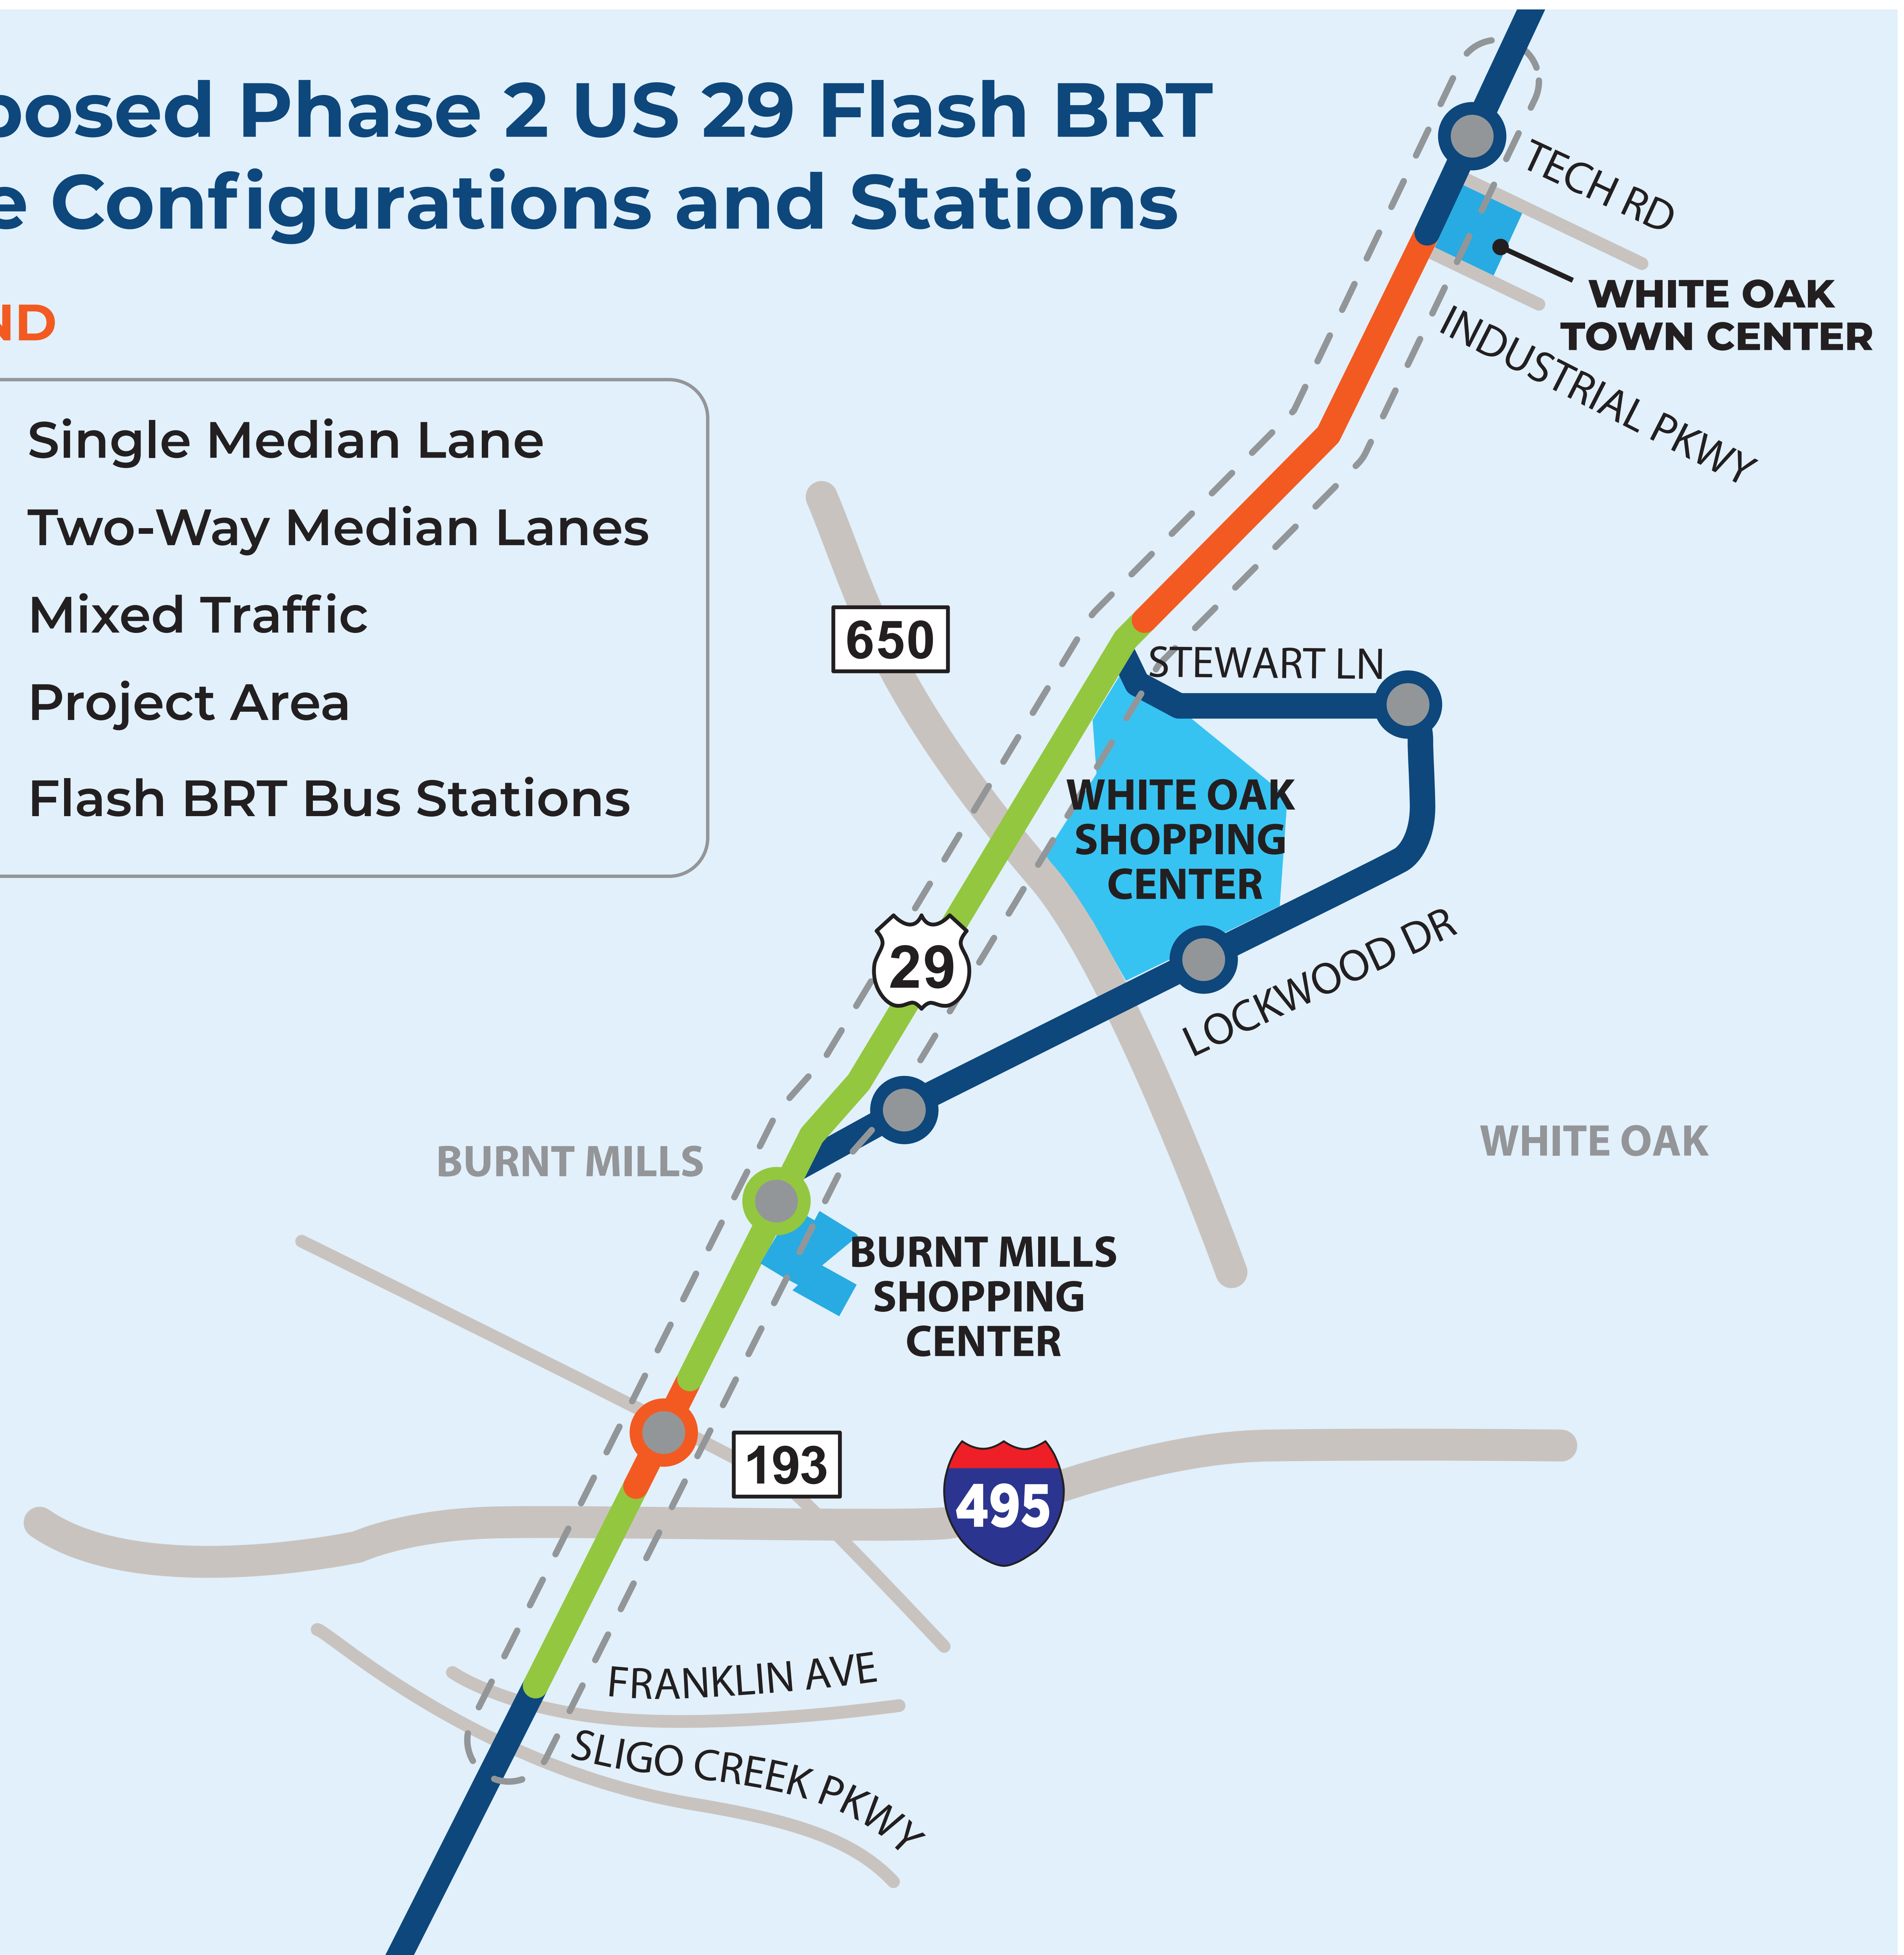 posed Phase 2 US 29 Flash BRT
e Configurations and Stations
ND
Single Median Lane
Two-Way Median Lanes
Mixed Traffic
Project Area
Flash BRT Bus Stations
TECH RD
WHITE OAK
TOWN CENTER
INDUSTRIAL PKWY
650
STEWART LN
WHITE OAK
SHOPPING
CENTER
29
LOCKWOOD DR
BURNT MILLS
WHITE OAK
BURNT MILLS
SHOPPING
CENTER
193
495
FRANKLIN AVE
SLIGO CREEK PKWY